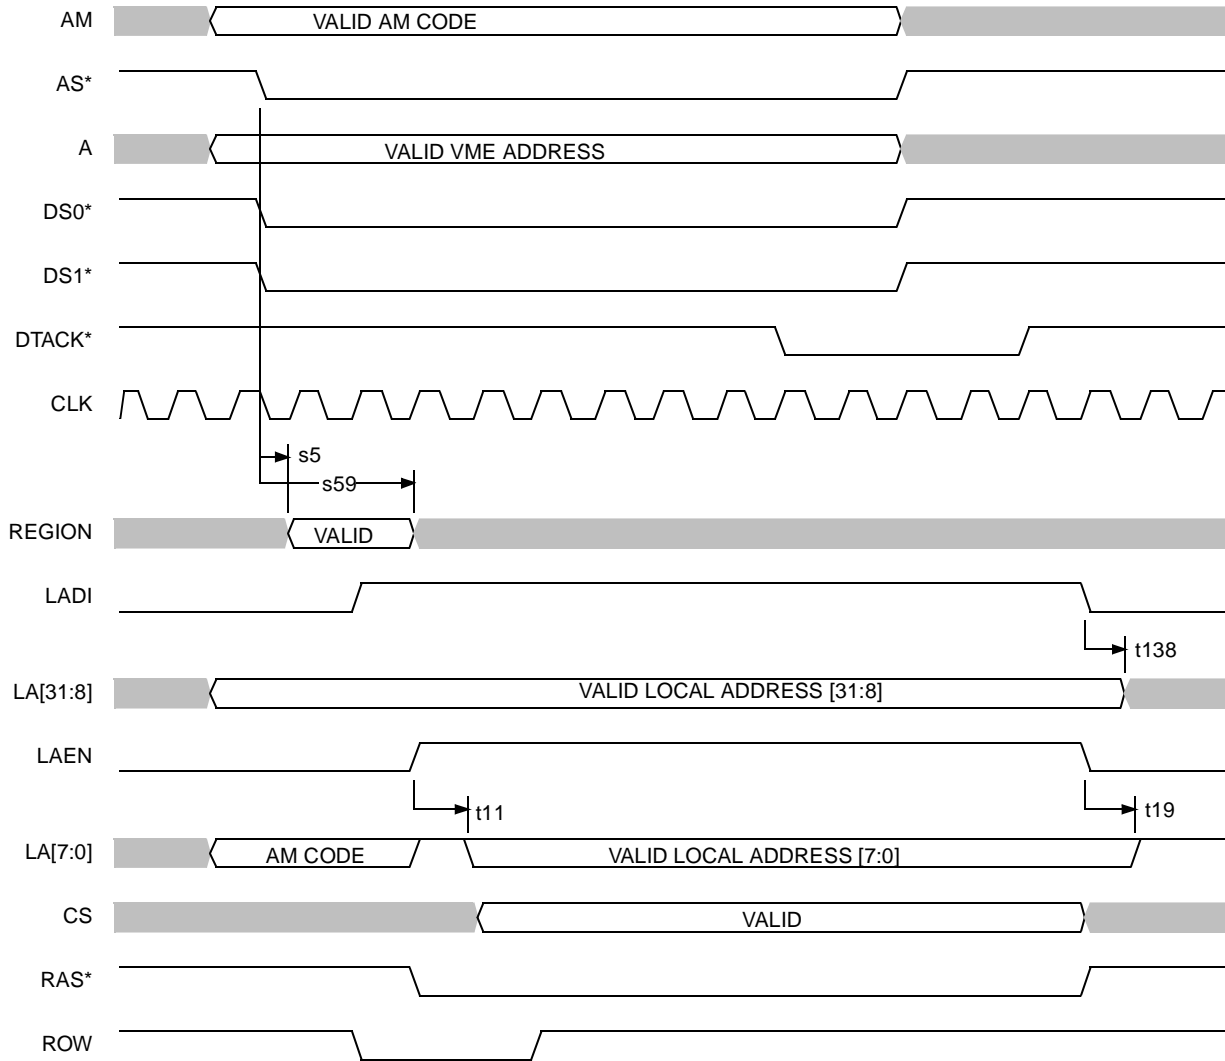 AM VALID AM CODE
AS*
A VALID VME ADDRESS
DS0*
DS1*
DTACK*
CLK
s5
s59
REGION VALID
LADI
t138
LA[31:8] VALID LOCAL ADDRESS [31:8]
LAEN
t11 t19
LA[7:0] AM CODE VALID LOCAL ADDRESS [7:0]
CS VALID
RAS*
ROW